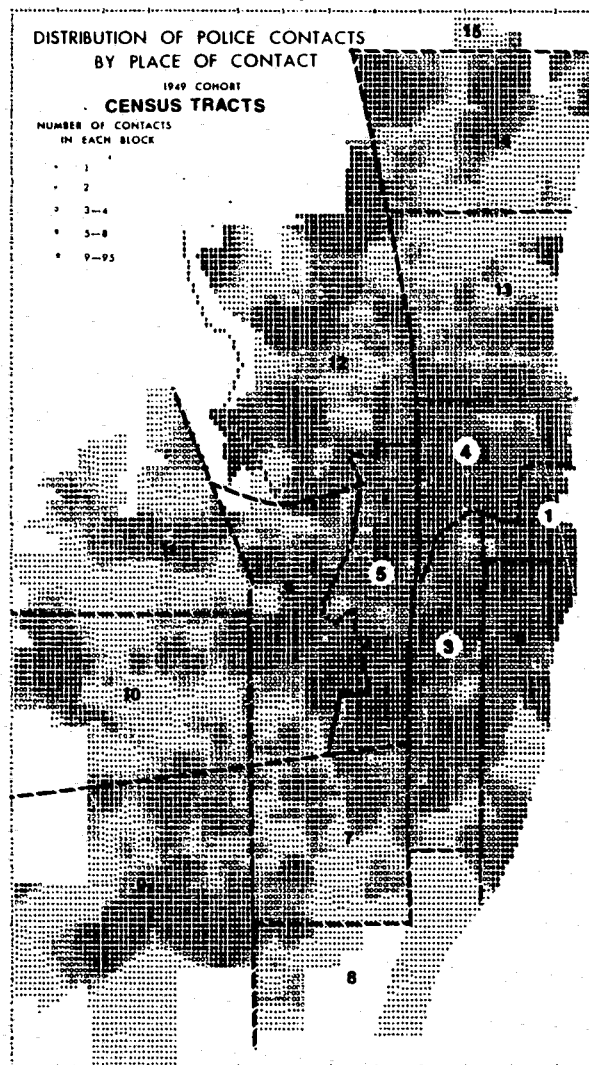 DISTRIBUTION OF POLICE CONTACTS
BY PLACE OF CONTACT
1949 COHORT
CENSUS TRACTS
NUMBER OF CONTACTS
IN EACH BLOCK
1
2
3—4
5—8
9—95
15
14
13
12
4
1
5
3
10
7
8